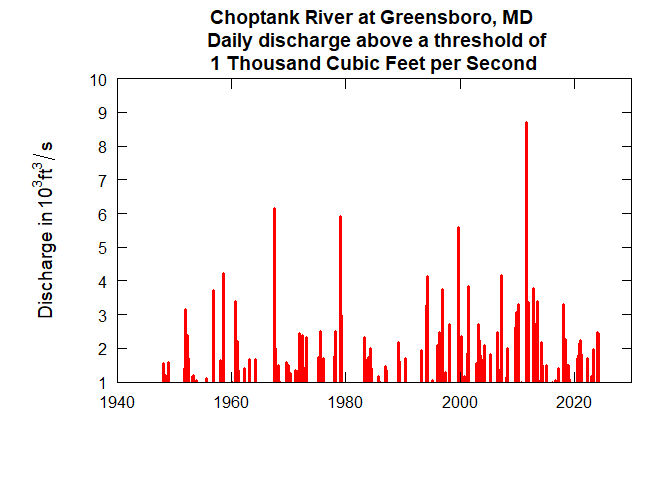 Choptank River at Greensboro, MD
Daily discharge above a threshold of
1 Thousand Cubic Feet per Second
Discharge in 10³ft³/s
10
9
8
7
6
5
4
3
2
1
1940 1960 1980 2000 2020